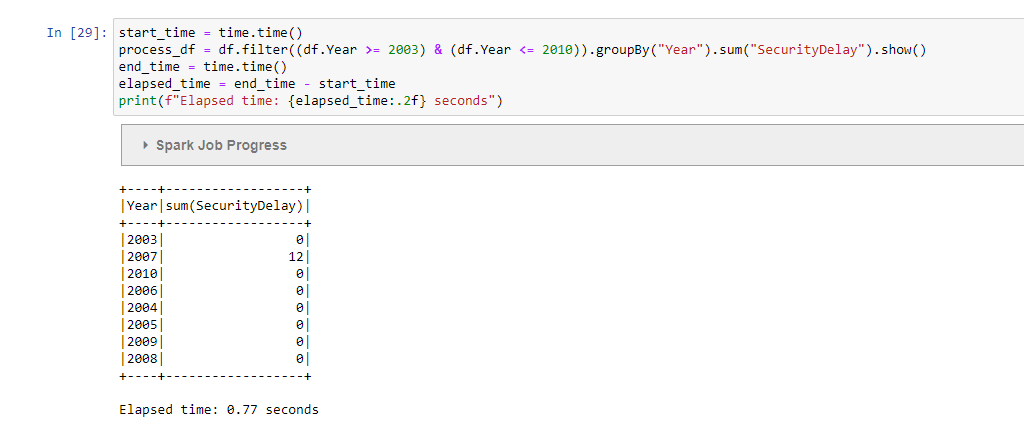 In [29]: start_time = time.time()
process_df = df.filter((df.Year >= 2003) & (df.Year <= 2010)).groupBy("Year").sum("SecurityDelay").show()
end_time = time.time()
elapsed_time = end_time - start_time
print(f"Elapsed time: {elapsed_time:.2f} seconds")
Spark Job Progress
+----+------------------+
|Year|sum(SecurityDelay)|
+----+------------------+
|2003|                 0|
|2007|                12|
|2010|                 0|
|2006|                 0|
|2004|                 0|
|2005|                 0|
|2009|                 0|
|2008|                 0|
+----+------------------+
Elapsed time: 0.77 seconds